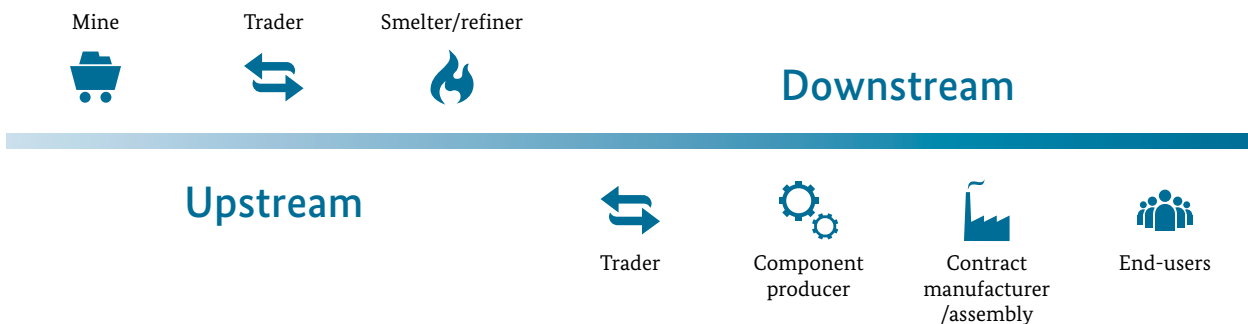 Mine
Trader
Smelter/refiner
Downstream
Upstream
Trader
Component
producer
Contract
manufacturer
/assembly
End-users